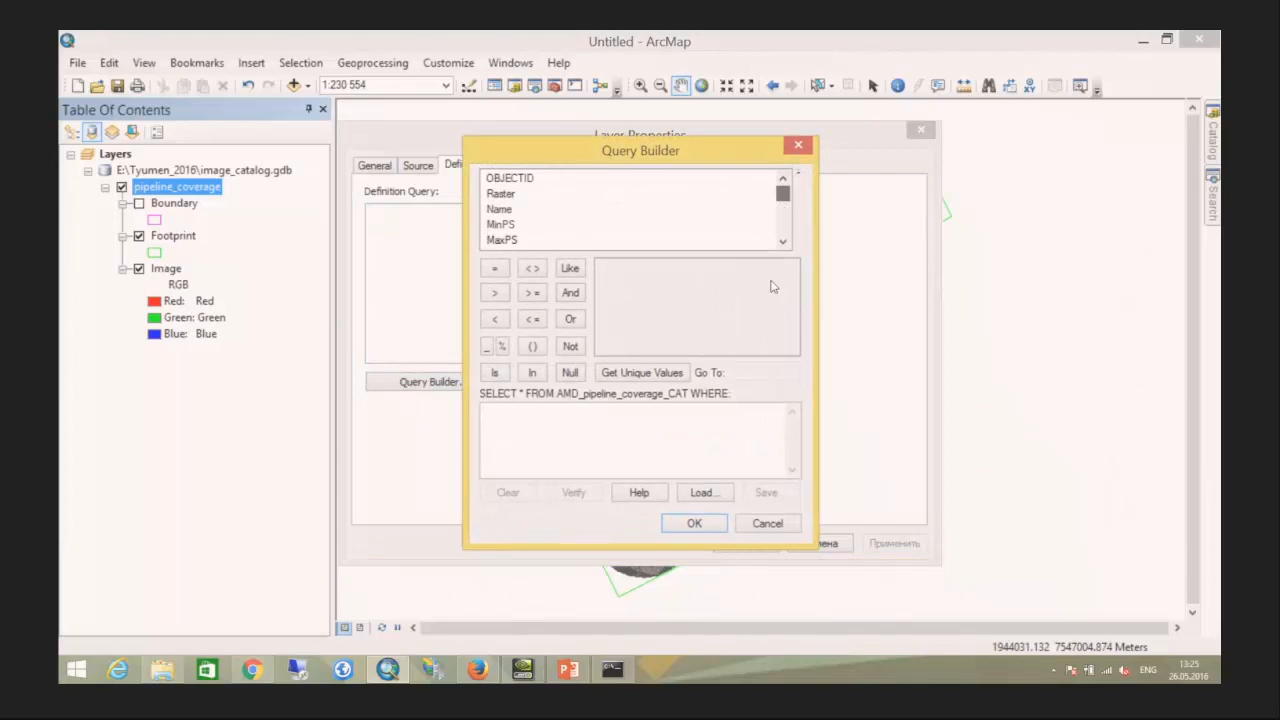 Untitled - ArcMap
File Edit View Bookmarks Insert Selection Geoprocessing Customize Windows Help
1:230 554
Table Of Contents
Layers
E:\Tyumen_2016\image_catalog.gdb
pipeline_coverage
Boundary
Footprint
Image
RGB
Red: Red
Green: Green
Blue: Blue
Layer Properties
General Source Defi
Definition Query:
Query Builder.
мена Применить
Query Builder
OBJECTID
Raster
Name
MinPS
MaxPS
= < > Like
> > = And
< < = Or
_ % ( ) Not
Is In Null Get Unique Values Go To:
SELECT * FROM AMD_pipeline_coverage_CAT WHERE:
Clear Verify Help Load... Save
OK Cancel
Catalog
Search
1944031.132 7547004.874 Meters
ENG
13:25
26.05.2016